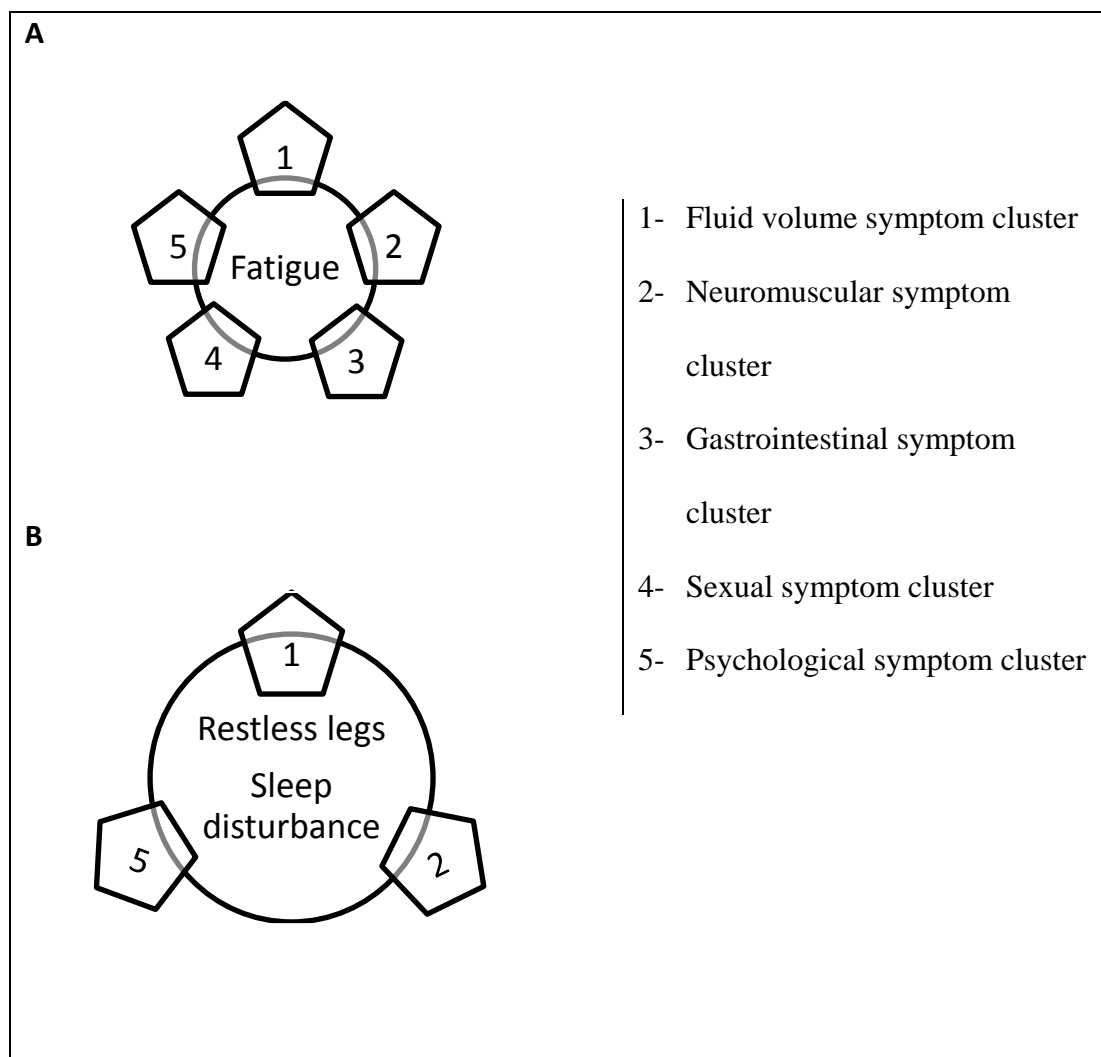 A
1
5
2
Fatigue
4
3
1- Fluid volume symptom cluster
2- Neuromuscular symptom
cluster
3- Gastrointestinal symptom
cluster
4- Sexual symptom cluster
5- Psychological symptom cluster
B
1
Restless legs
Sleep
disturbance
5
2